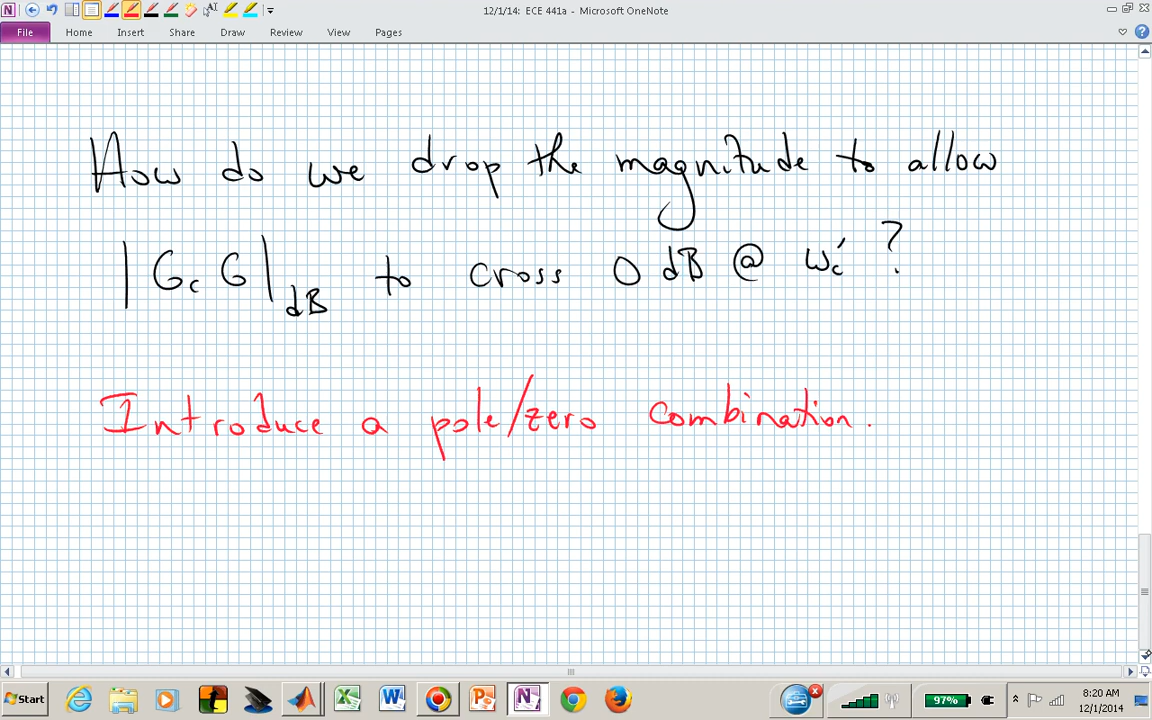 12/1/14: ECE 441a - Microsoft OneNote
File Home Insert Share Draw Review View Pages
How do we drop the magnitude to allow
|Gc G|dB to cross 0 dB @ wc' ?
Introduce a pole/zero combination.
Start
97%
8:20 AM
12/1/2014